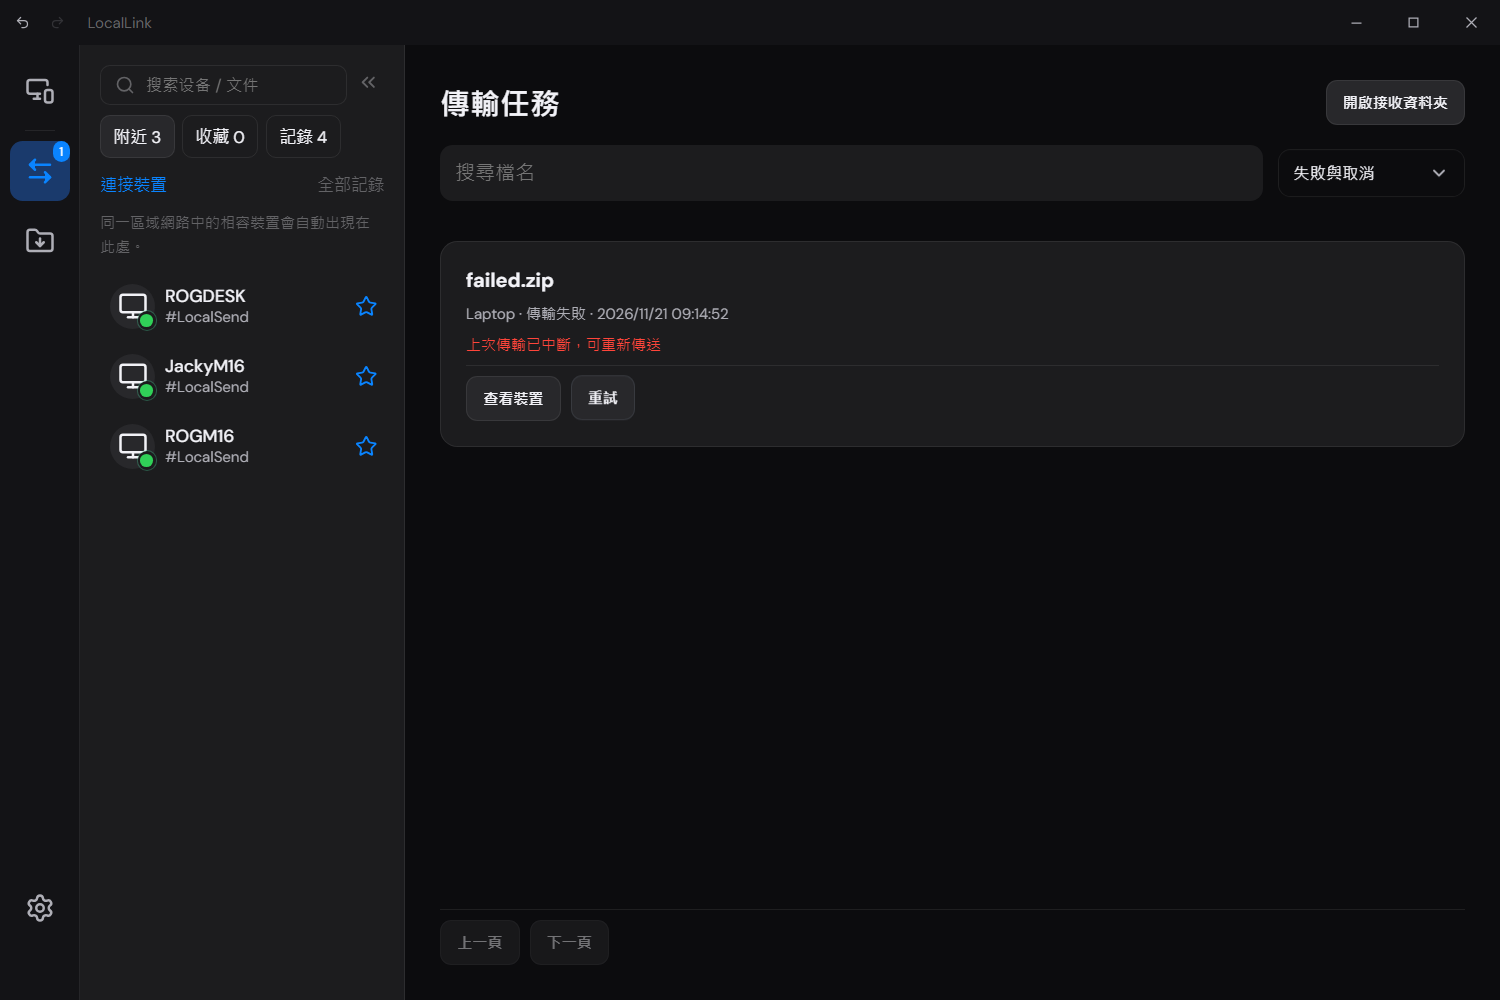 LocalLink
搜索设备 / 文件
附近 3
收藏 0
記錄 4
連接裝置
全部記錄
同一區域網路中的相容裝置會自動出現在
此處。
ROGDESK
#LocalSend
JackyM16
#LocalSend
ROGM16
#LocalSend
1
傳輸任務
開啟接收資料夾
搜尋檔名
失敗與取消
failed.zip
Laptop · 傳輸失敗 · 2026/11/21 09:14:52
上次傳輸已中斷，可重新傳送
查看裝置
重試
上一頁
下一頁